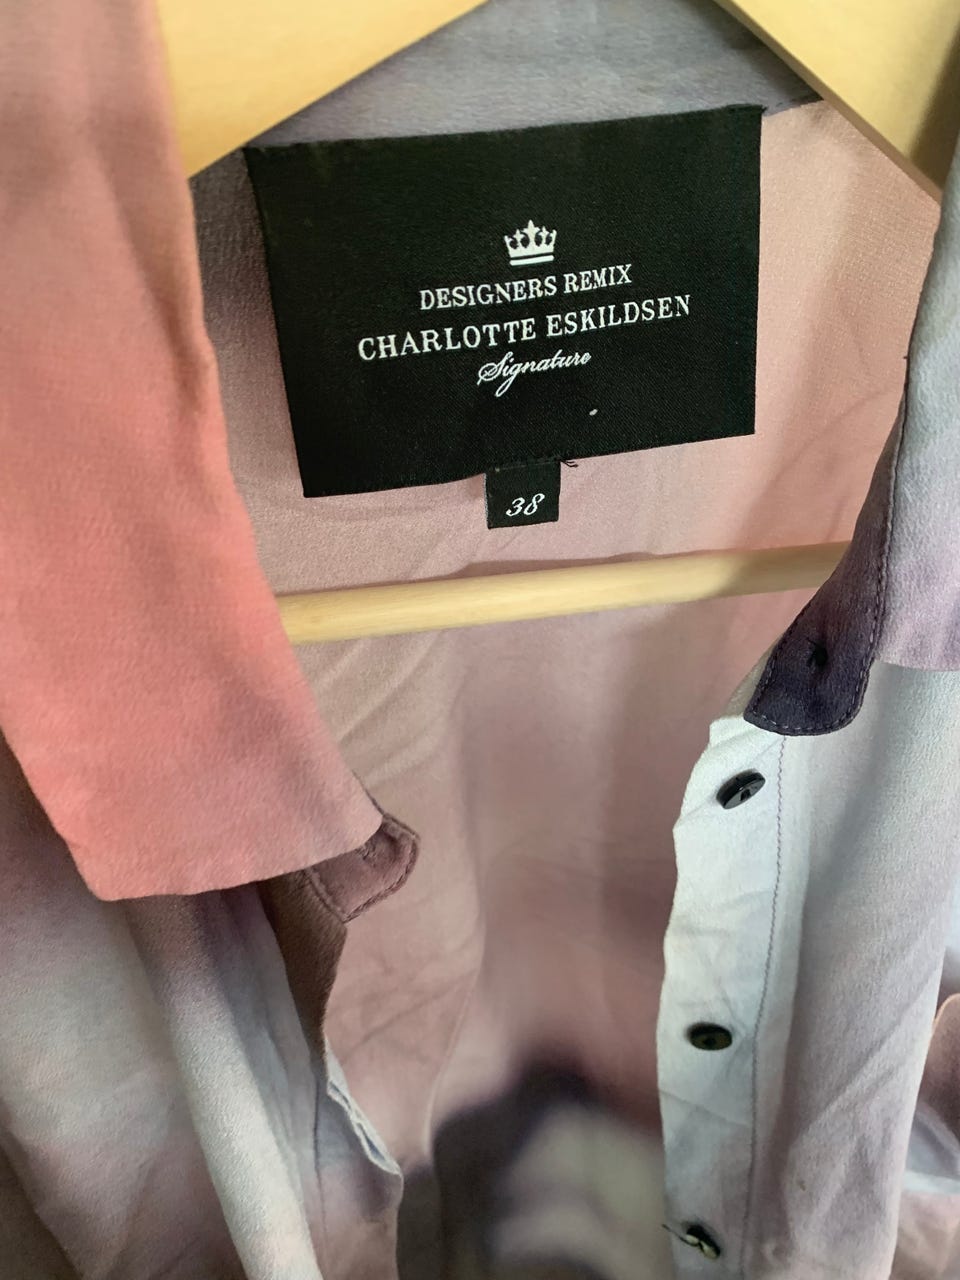 DESIGNERS REMIX
CHARLOTTE ESKILDSEN
Signature
38